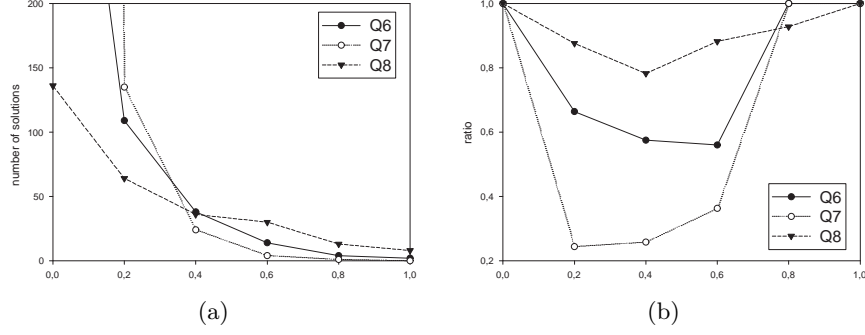 200
150
100
50
0
number of solutions
0,0 0,2 0,4 0,6 0,8 1,0
Q6
Q7
Q8
(a)
1,0
0,8
0,6
0,4
0,2
ratio
0,0 0,2 0,4 0,6 0,8 1,0
Q6
Q7
Q8
(b)